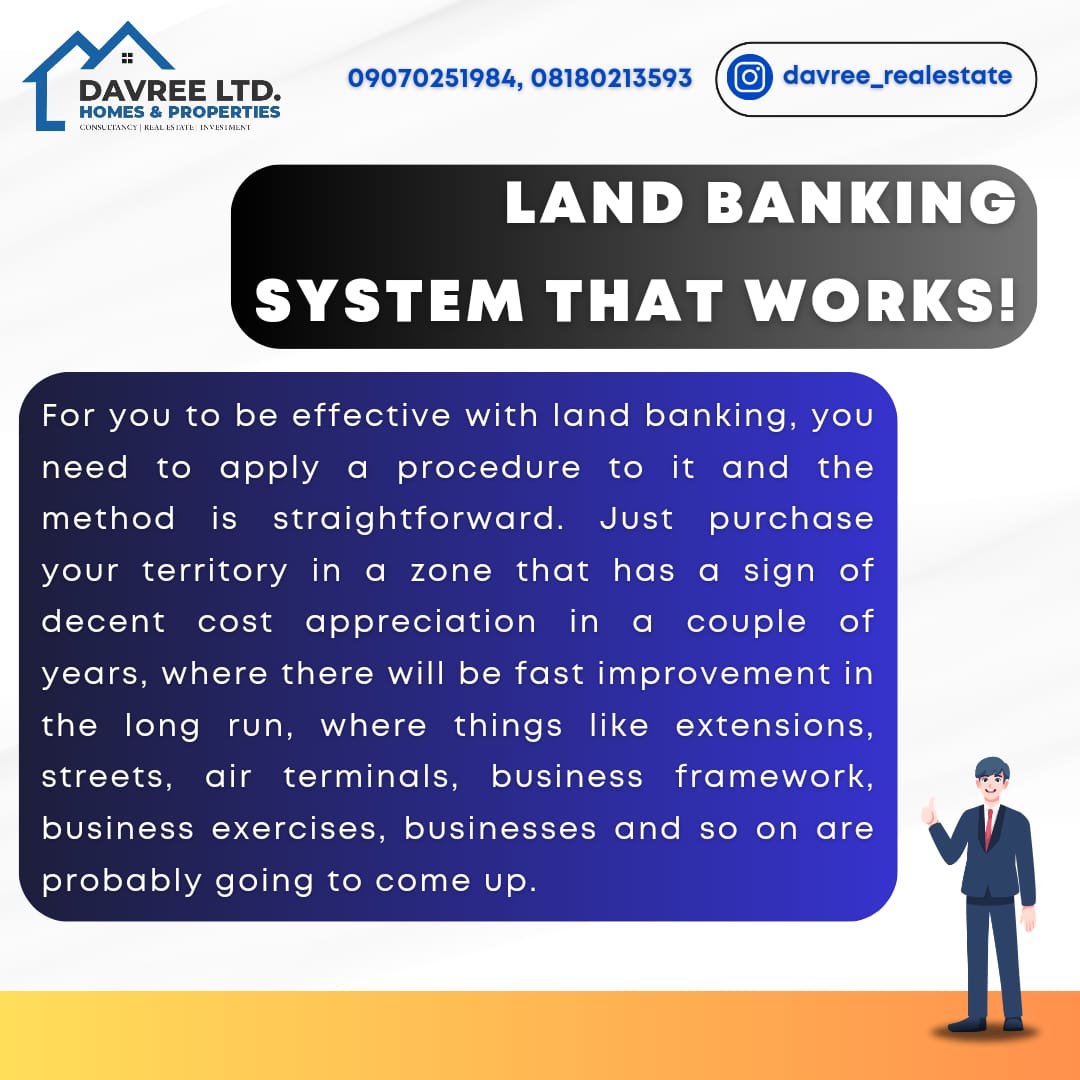 DAVREE LTD.
HOMES & PROPERTIES
CONSULTANCY | REAL ESTATE | INVESTMENT
09070251984, 08180213593
davree_realestate
LAND BANKING
SYSTEM THAT WORKS!
For you to be effective with land banking, you
need to apply a procedure to it and the
method is straightforward. Just purchase
your territory in a zone that has a sign of
decent cost appreciation in a couple of
years, where there will be fast improvement in
the long run, where things like extensions,
streets, air terminals, business framework,
business exercises, businesses and so on are
probably going to come up.